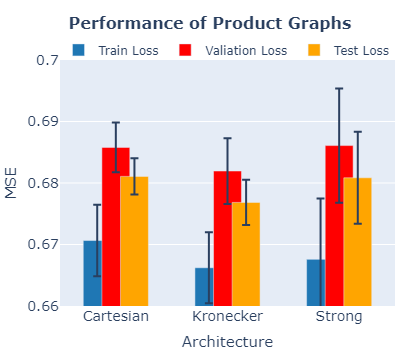 Performance of Product Graphs
Train Loss Valiation Loss Test Loss
0.7
0.69
0.68
0.67
0.66
MSE
Cartesian Kronecker Strong
Architecture